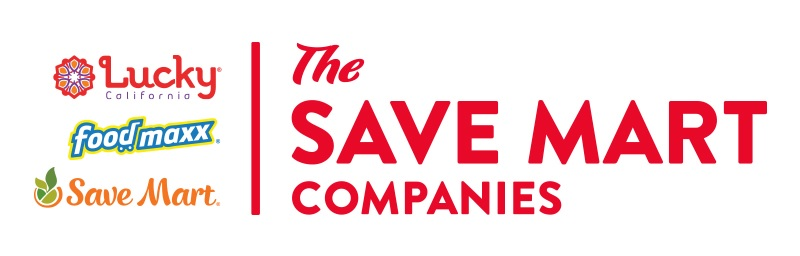 Lucky®
California
foodmaxx®
Save Mart®
The
SAVE MART
COMPANIES